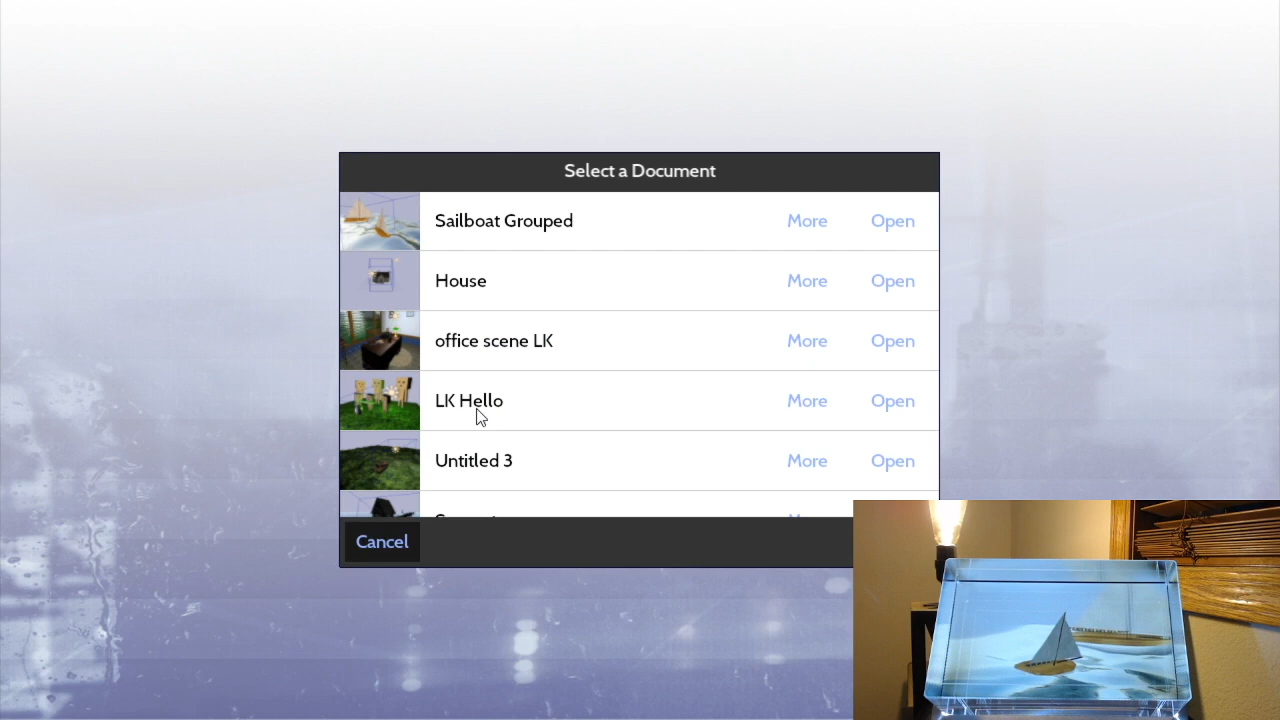 Select a Document
Sailboat Grouped More Open
House More Open
office scene LK More Open
LK Hello More Open
Untitled 3 More Open
Cancel